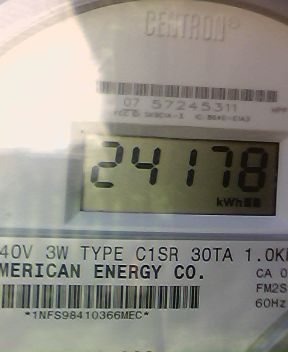 CENTRON®
07 57245311
24178
kWh
40V 3W TYPE C1SR 30TA 1.0K
MERICAN ENERGY CO.
CA 0
FM2S
*1NFS98410366MEC*
60Hz